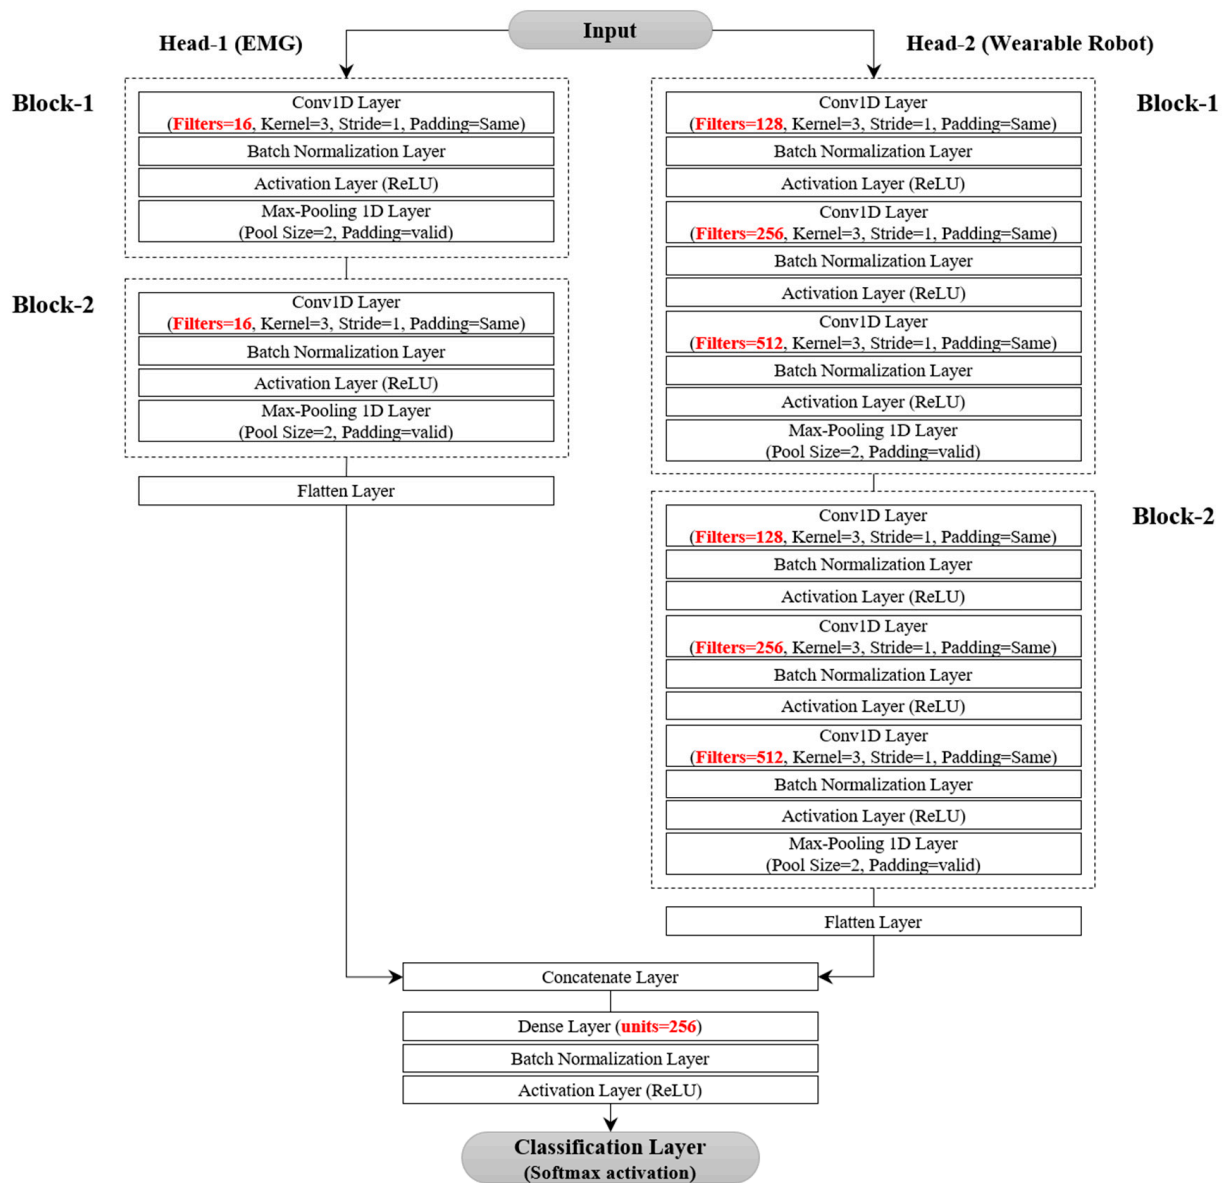 Input
Head-1 (EMG)
Block-1
Conv1D Layer
(Filters=16, Kernel=3, Stride=1, Padding=Same)
Batch Normalization Layer
Activation Layer (ReLU)
Max-Pooling 1D Layer
(Pool Size=2, Padding=valid)
Block-2
Conv1D Layer
(Filters=16, Kernel=3, Stride=1, Padding=Same)
Batch Normalization Layer
Activation Layer (ReLU)
Max-Pooling 1D Layer
(Pool Size=2, Padding=valid)
Flatten Layer
Head-2 (Wearable Robot)
Block-1
Conv1D Layer
(Filters=128, Kernel=3, Stride=1, Padding=Same)
Batch Normalization Layer
Activation Layer (ReLU)
Conv1D Layer
(Filters=256, Kernel=3, Stride=1, Padding=Same)
Batch Normalization Layer
Activation Layer (ReLU)
Conv1D Layer
(Filters=512, Kernel=3, Stride=1, Padding=Same)
Batch Normalization Layer
Activation Layer (ReLU)
Max-Pooling 1D Layer
(Pool Size=2, Padding=valid)
Block-2
Conv1D Layer
(Filters=128, Kernel=3, Stride=1, Padding=Same)
Batch Normalization Layer
Activation Layer (ReLU)
Conv1D Layer
(Filters=256, Kernel=3, Stride=1, Padding=Same)
Batch Normalization Layer
Activation Layer (ReLU)
Conv1D Layer
(Filters=512, Kernel=3, Stride=1, Padding=Same)
Batch Normalization Layer
Activation Layer (ReLU)
Max-Pooling 1D Layer
(Pool Size=2, Padding=valid)
Flatten Layer
Concatenate Layer
Dense Layer (units=256)
Batch Normalization Layer
Activation Layer (ReLU)
Classification Layer
(Softmax activation)